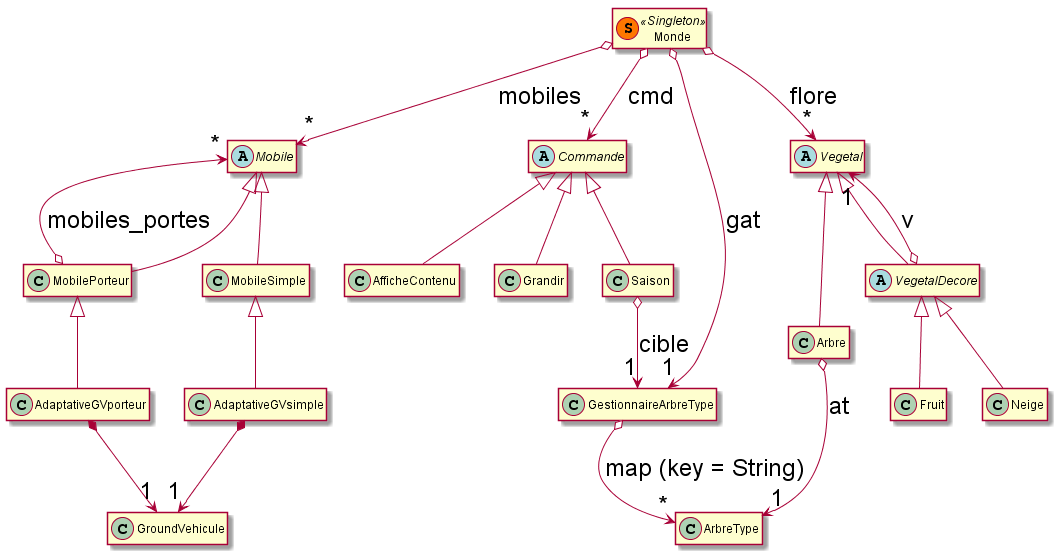 S «Singleton»
Monde
mobiles
cmd
flore
*
*
*
*
A Mobile
A Commande
A Vegetal
1
mobiles_portes
gat
v
C MobilePorteur
C MobileSimple
C AfficheContenu
C Grandir
C Saison
A VegetalDecore
cible
C Arbre
1
1
C AdaptativeGVporteur
C AdaptativeGVsimple
C GestionnaireArbreType
at
C Fruit
C Neige
map (key = String)
1
1
*
1
C GroundVehicule
C ArbreType